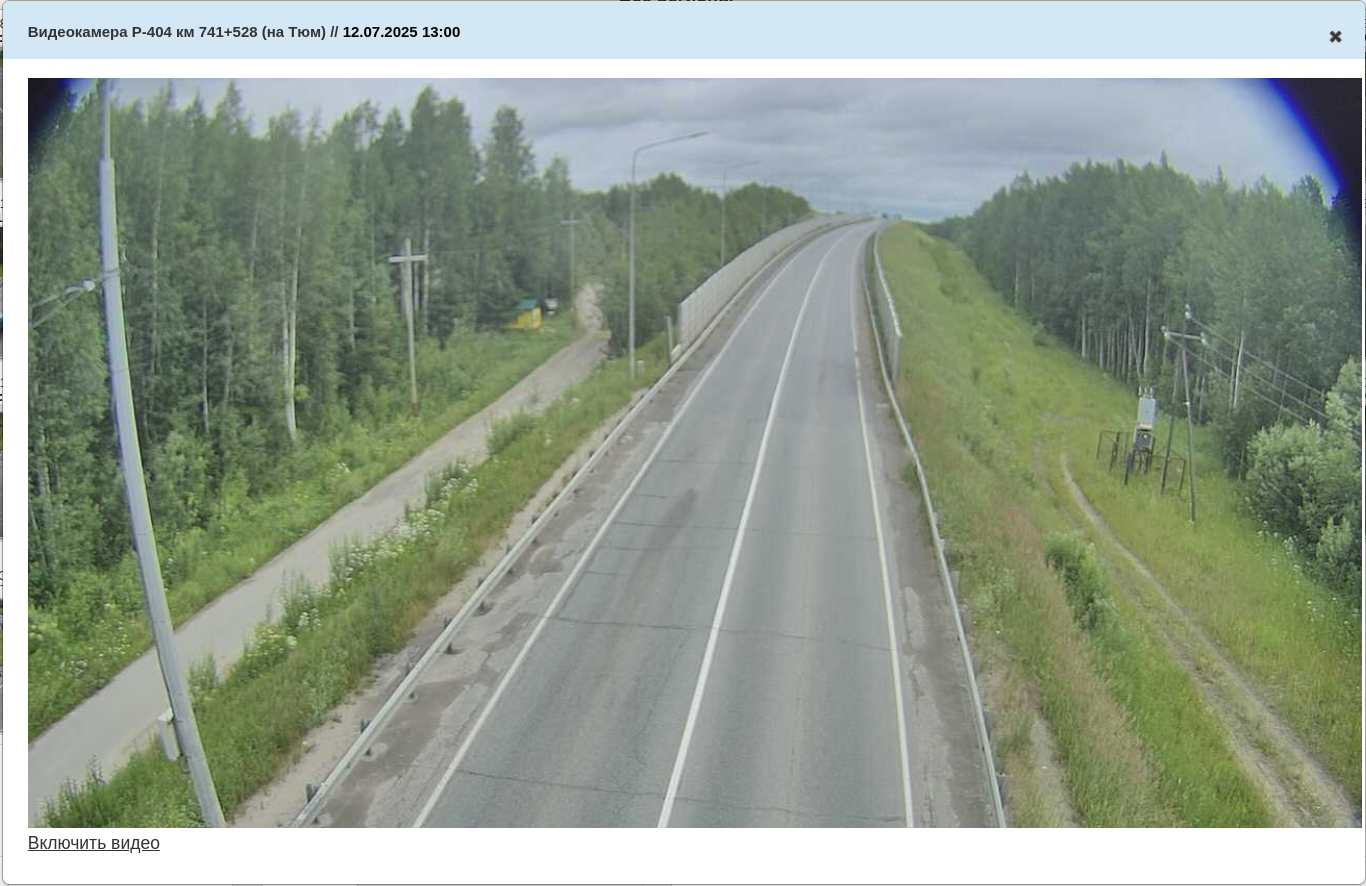 Видеокамера Р-404 км 741+528 (на Тюм) // 12.07.2025 13:00
Включить видео